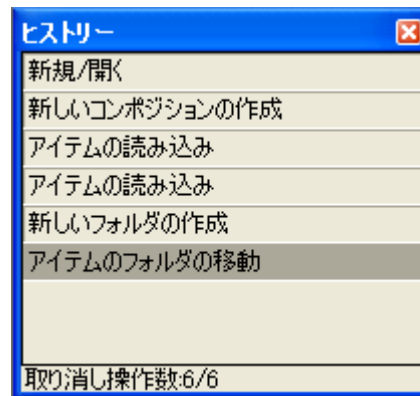 ヒストリー
新規/開く
新しいコンポジションの作成
アイテムの読み込み
アイテムの読み込み
新しいフォルダの作成
アイテムのフォルダの移動
取り消し操作数:6/6